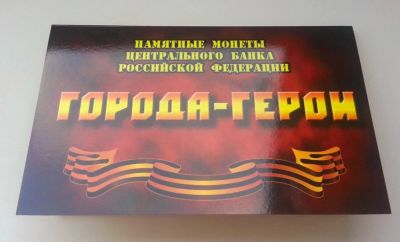 ПАМЯТНЫЕ МОНЕТЫ
ЦЕНТРАЛЬНОГО БАНКА
РОССИЙСКОЙ ФЕДЕРАЦИИ
ГОРОДА-ГЕРОИ